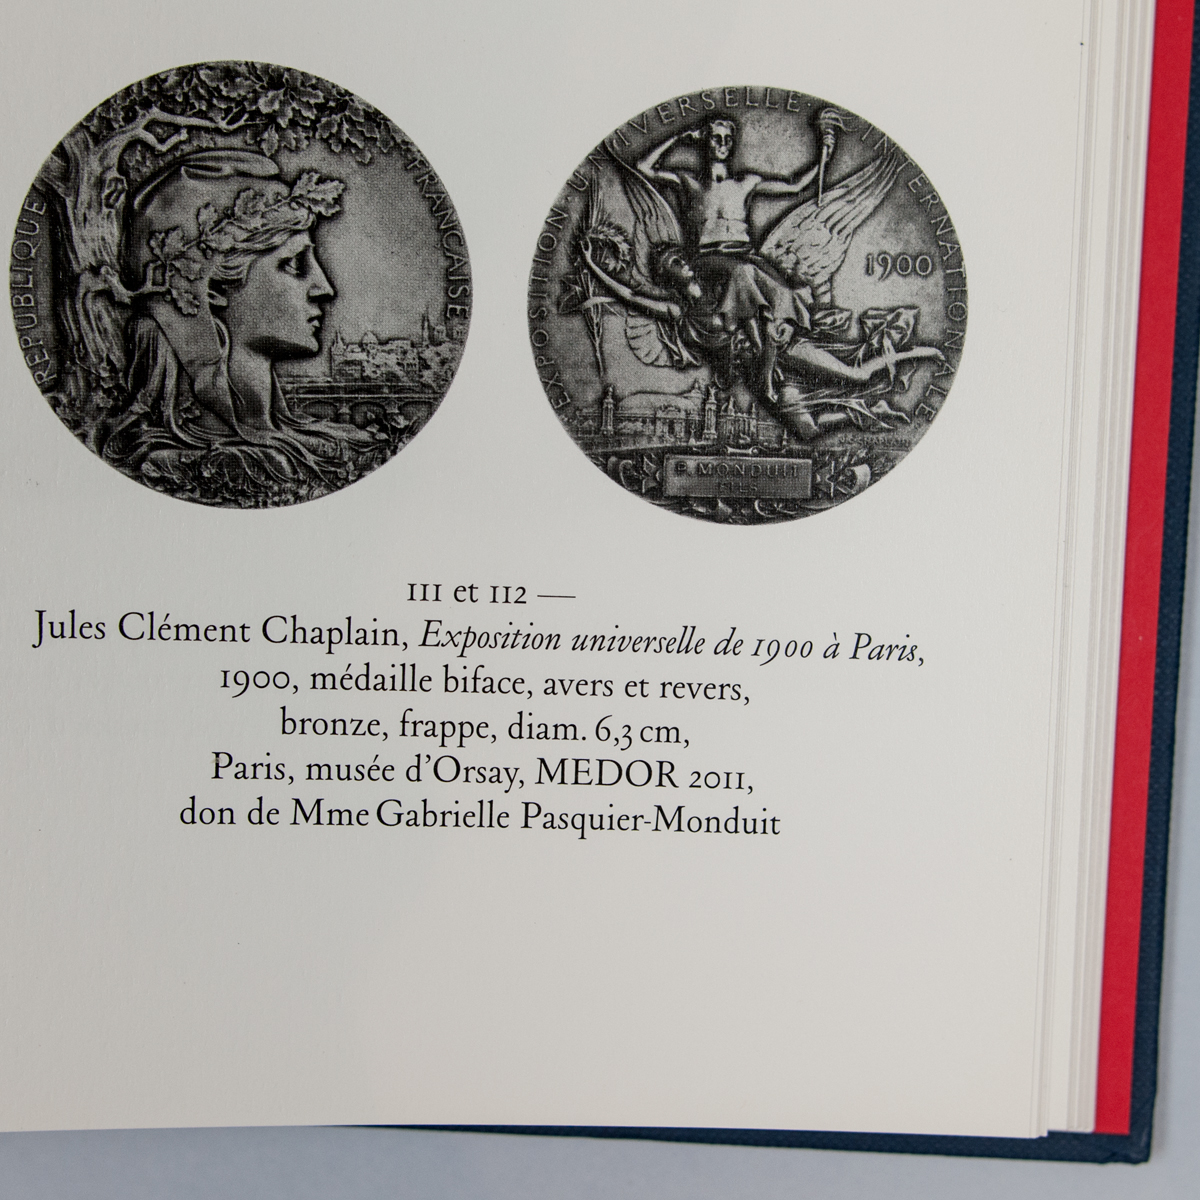 REPUBLIQUE FRANCAISE
EXPOSITION·UNIVERSELLE·INTERNATIONALE
1900
P. MONDUIT
FILS
111 et 112 —
Jules Clément Chaplain, Exposition universelle de 1900 à Paris,
1900, médaille biface, avers et revers,
bronze, frappe, diam. 6,3 cm,
Paris, musée d’Orsay, MEDOR 2011,
don de Mme Gabrielle Pasquier-Monduit